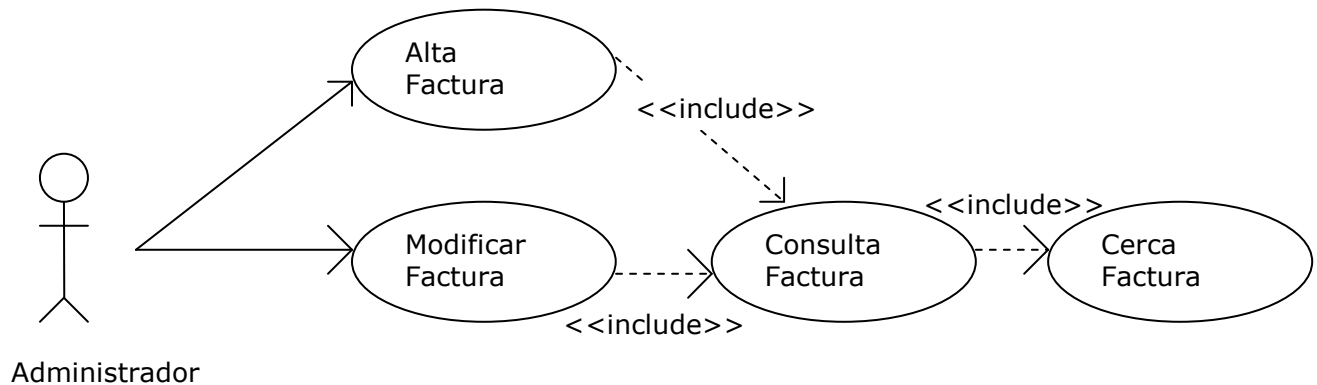 Alta
Factura
<<include>>
<<include>>
Modificar
Factura
Consulta
Factura
Cerca
Factura
<<include>>
Administrador